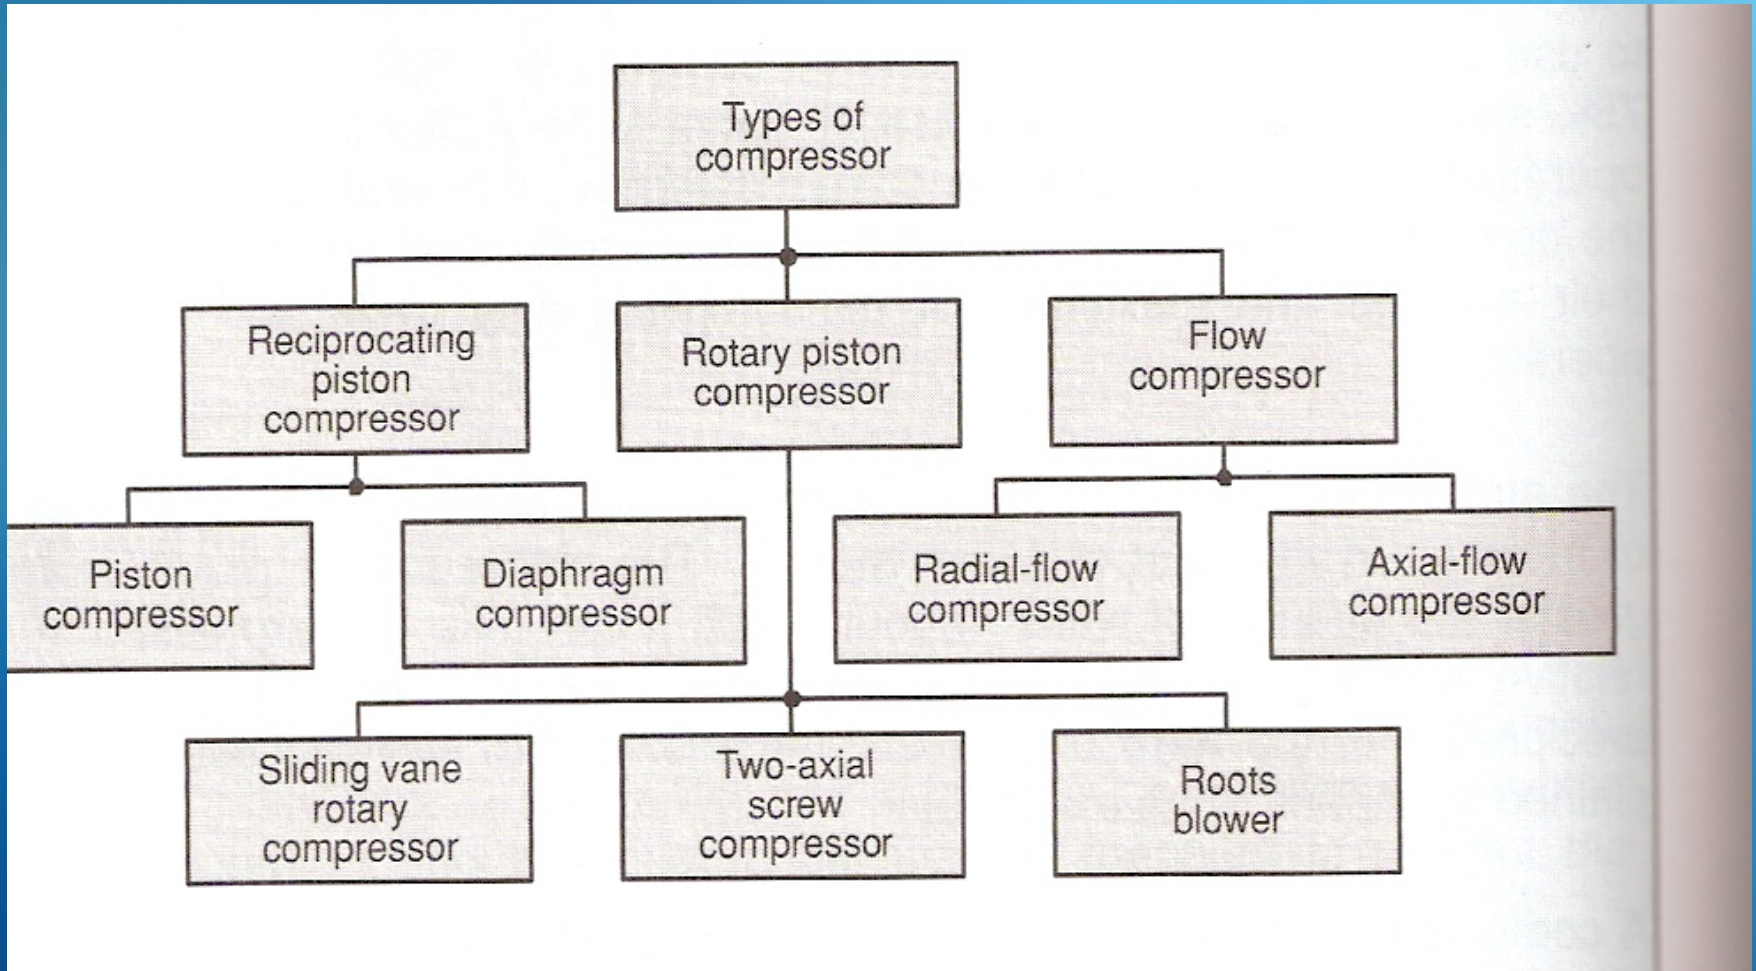 Types of
compressor
Reciprocating
piston
compressor
Rotary piston
compressor
Flow
compressor
Piston
compressor
Diaphragm
compressor
Radial-flow
compressor
Axial-flow
compressor
Sliding vane
rotary
compressor
Two-axial
screw
compressor
Roots
blower